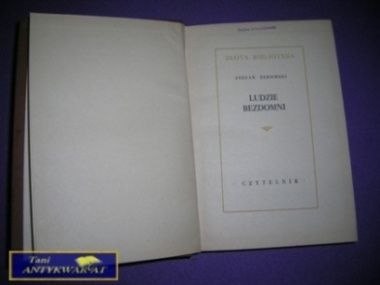 ZŁOTA BIBLIOTEKA
STEFAN ŻEROMSKI
LUDZIE
BEZDOMNI
CZYTELNIK
Tani
ANTYKWARIAT